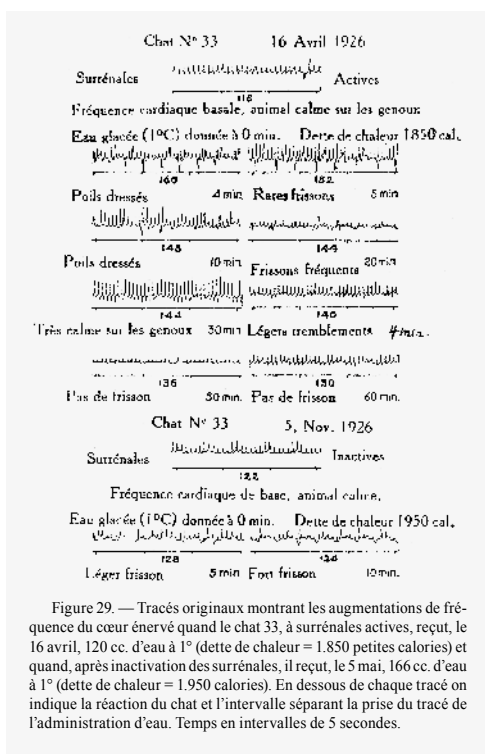 Chat Nº 33 16 Avril 1926
Surrénales Actives
118
Fréquence cardiaque basale, animal calme sur les genoux
Eau glacée (1°C) donnée à 0 min. Dette de chaleur 1850 cal.
160 152
Poils dressés 4 min. Rares frissons 5 min
148 144
Poils dressés 10 min Frissons fréquents 20 min
144 140
Très calme sur les genoux 30 min Légers tremblements 4 min.
136 130
Pas de frisson 50 min. Pas de frisson 60 min.
Chat Nº 33 5, Nov. 1926
Surrénales Inactives
122
Fréquence cardiaque de base, animal calme.
Eau glacée (1°C) donnée à 0 min. Dette de chaleur 1950 cal.
128
Léger frisson 5 min Fort frisson 10 min.
Figure 29. — Tracés originaux montrant les augmentations de fré-
quence du cœur énervé quand le chat 33, à surrénales actives, reçut, le
16 avril, 120 cc. d'eau à 1° (dette de chaleur = 1.850 petites calories) et
quand, après inactivation des surrénales, il reçut, le 5 mai, 166 cc. d'eau
à 1° (dette de chaleur = 1.950 calories). En dessous de chaque tracé on
indique la réaction du chat et l'intervalle séparant la prise du tracé de
l'administration d'eau. Temps en intervalles de 5 secondes.